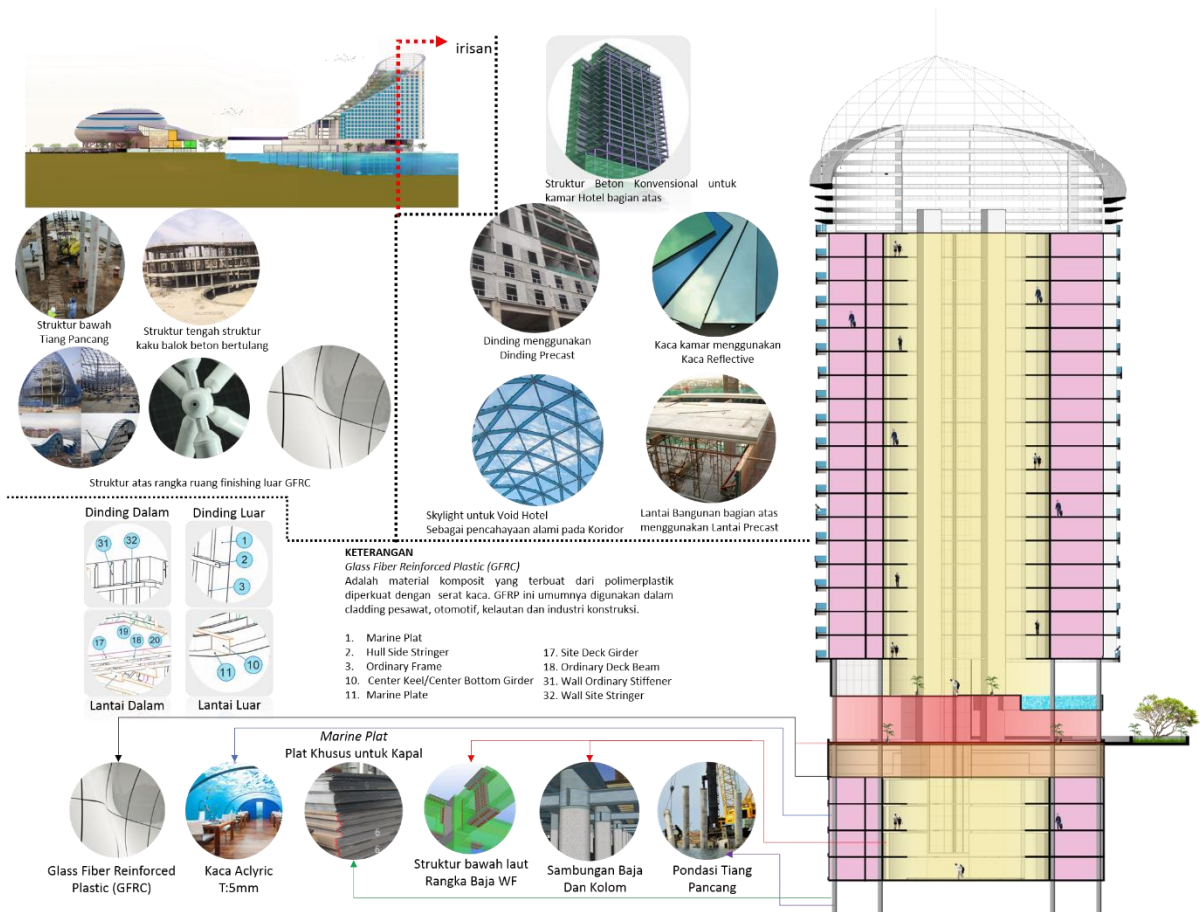 irisan
Struktur Beton Konvensional untuk
kamar Hotel bagian atas
Struktur bawah
Tiang Pancang
Struktur tengah struktur
kaku balok beton bertulang
Dinding menggunakan
Dinding Precast
Kaca kamar menggunakan
Kaca Reflective
Struktur atas rangka ruang finishing luar GFRC
Skylight untuk Void Hotel
Sebagai pencahayaan alami pada Koridor
Lantai Bangunan bagian atas
menggunakan Lantai Precast
Dinding Dalam
Dinding Luar
31
32
1
2
3
17
19
18
20
11
10
Lantai Dalam
Lantai Luar
KETERANGAN
Glass Fiber Reinforced Plastic (GFRC)
Adalah material komposit yang terbuat dari polimerplastik
diperkuat dengan serat kaca. GFRP ini umumnya digunakan dalam
cladding pesawat, otomotif, kelautan dan industri konstruksi.
1. Marine Plat
2. Hull Side Stringer
3. Ordinary Frame
10. Center Keel/Center Bottom Girder
11. Marine Plate
17. Site Deck Girder
18. Ordinary Deck Beam
31. Wall Ordinary Stiffener
32. Wall Site Stringer
Marine Plat
Plat Khusus untuk Kapal
Glass Fiber Reinforced
Plastic (GFRC)
Kaca Aclyric
T:5mm
6
6
Struktur bawah laut
Rangka Baja WF
Sambungan Baja
Dan Kolom
Pondasi Tiang
Pancang